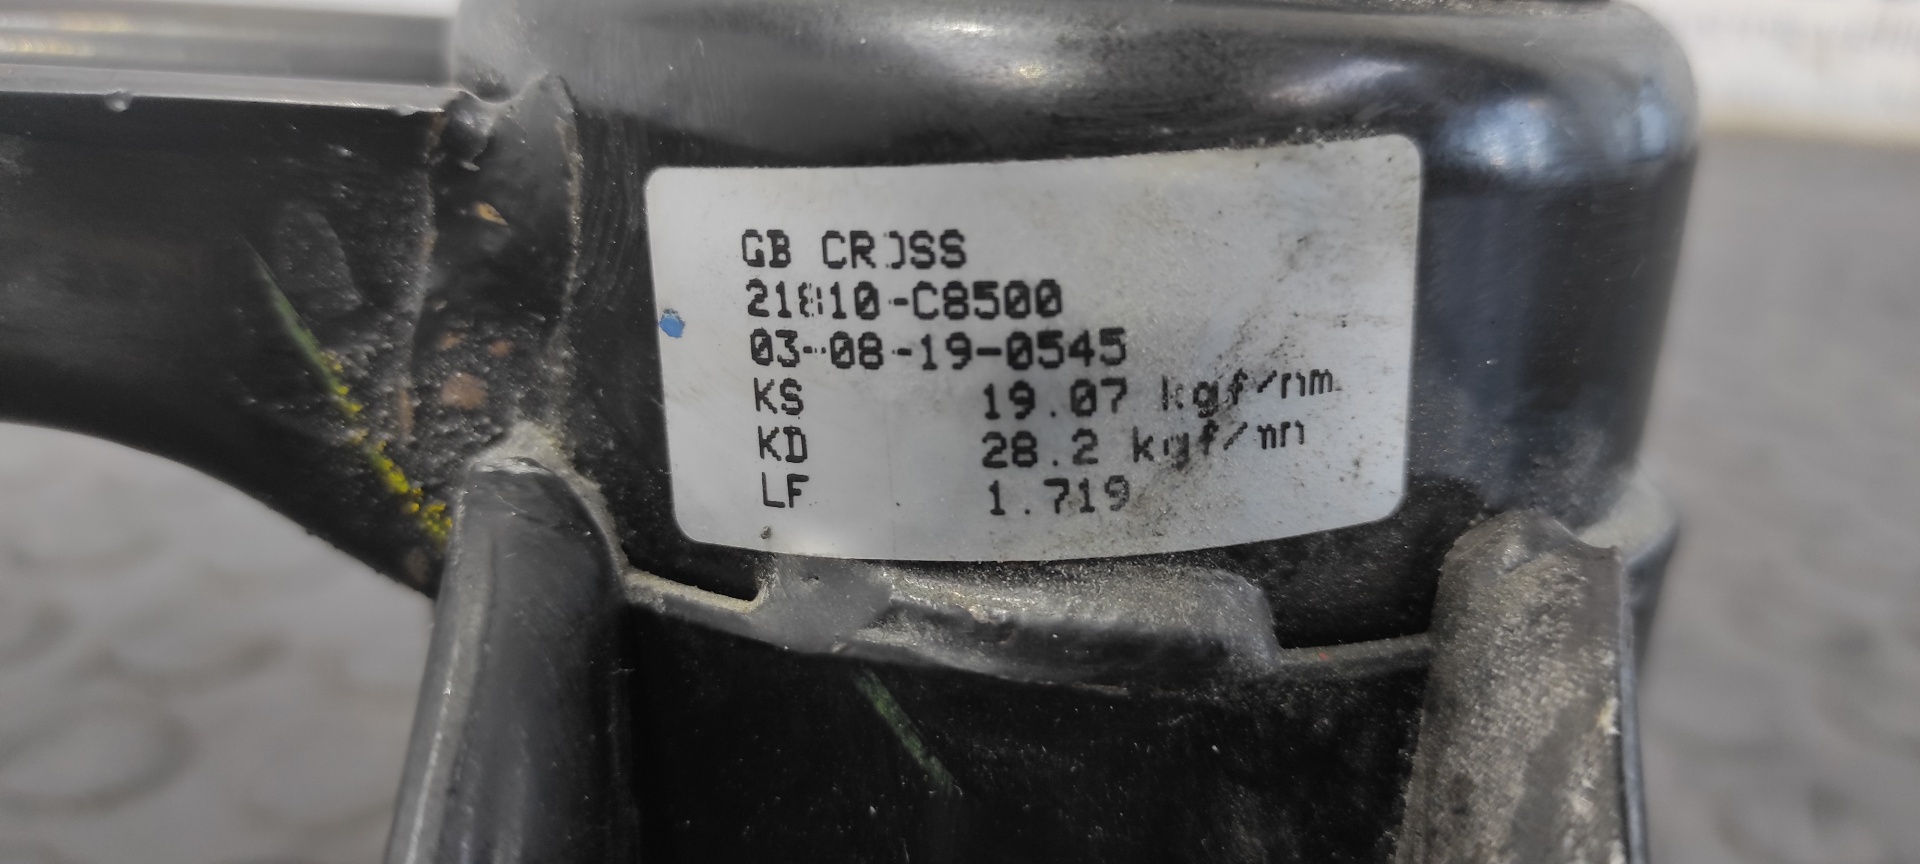 GB CROSS
21810-C8500
03-08-19-0545
KS 19.07 kgf/mm
KD 28.2 kgf/mm
LF 1.719